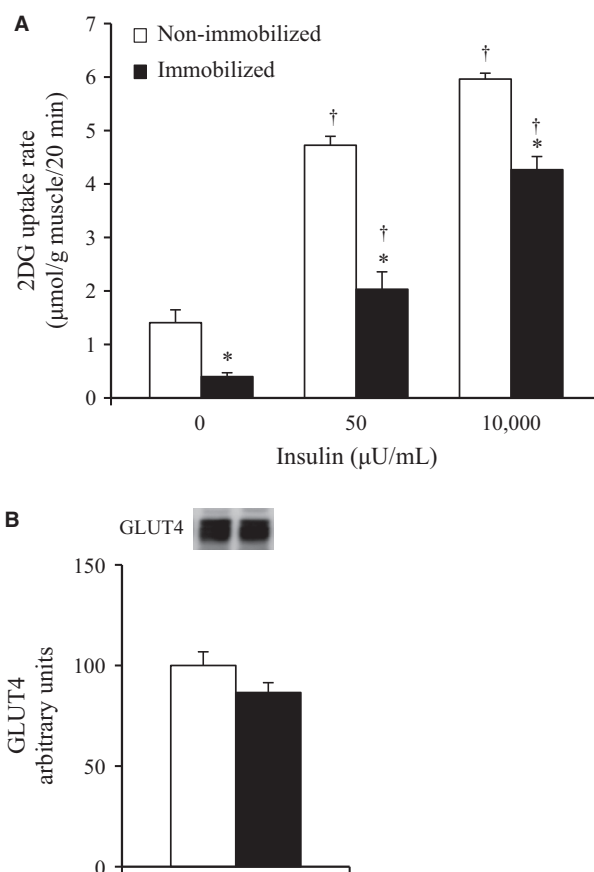 A
7
6
5
4
3
2
1
0
2DG uptake rate
(μmol/g muscle/20 min)
Non-immobilized
Immobilized
*
†
†
*
†
†
*
0
50
10,000
Insulin (μU/mL)
B
GLUT4
150
100
50
0
GLUT4
arbitrary units